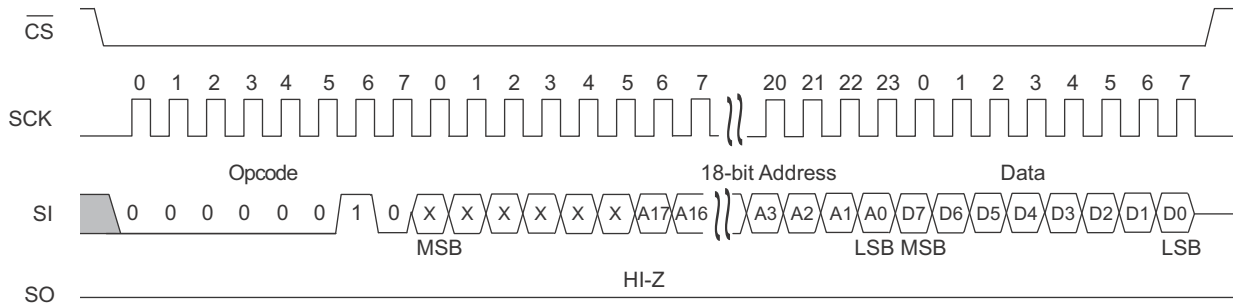 CS
0 1 2 3 4 5 6 7 0 1 2 3 4 5 6 7 20 21 22 23 0 1 2 3 4 5 6 7
SCK
Opcode 18-bit Address Data
SI 0 0 0 0 0 0 1 0 X X X X X X A17 A16 A3 A2 A1 A0 D7 D6 D5 D4 D3 D2 D1 D0
MSB LSB MSB LSB
HI-Z
SO